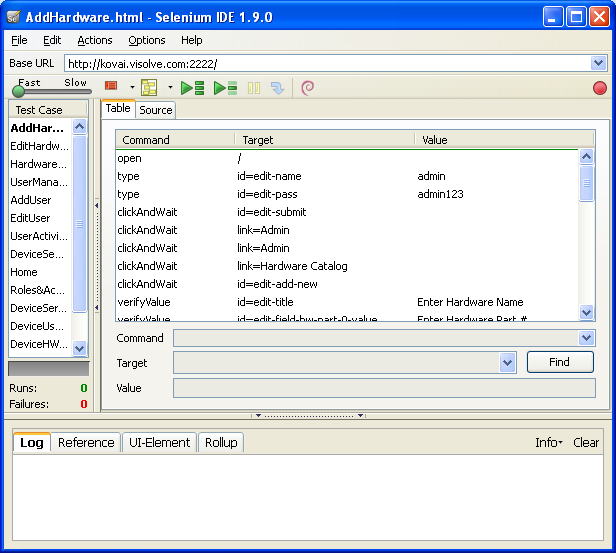 AddHardware.html - Selenium IDE 1.9.0
File Edit Actions Options Help
Base URL http://kovai.visolve.com:2222/
Fast Slow
Test Case
AddHar...
EditHardw...
Hardware...
UserMana...
AddUser
EditUser
UserActivi...
DeviceSe...
Home
Roles&Ac...
DeviceSer...
DeviceUs...
DeviceHW...
Runs: 0
Failures: 0
Table Source
Command Target Value
open /
type id=edit-name admin
type id=edit-pass admin123
clickAndWait id=edit-submit
clickAndWait link=Admin
clickAndWait link=Admin
clickAndWait link=Hardware Catalog
clickAndWait id=edit-add-new
verifyValue id=edit-title Enter Hardware Name
verifyValue id=edit-field-hw-part-0-value Enter Hardware Part #
Command
Target Find
Value
Log Reference UI-Element Rollup Info Clear